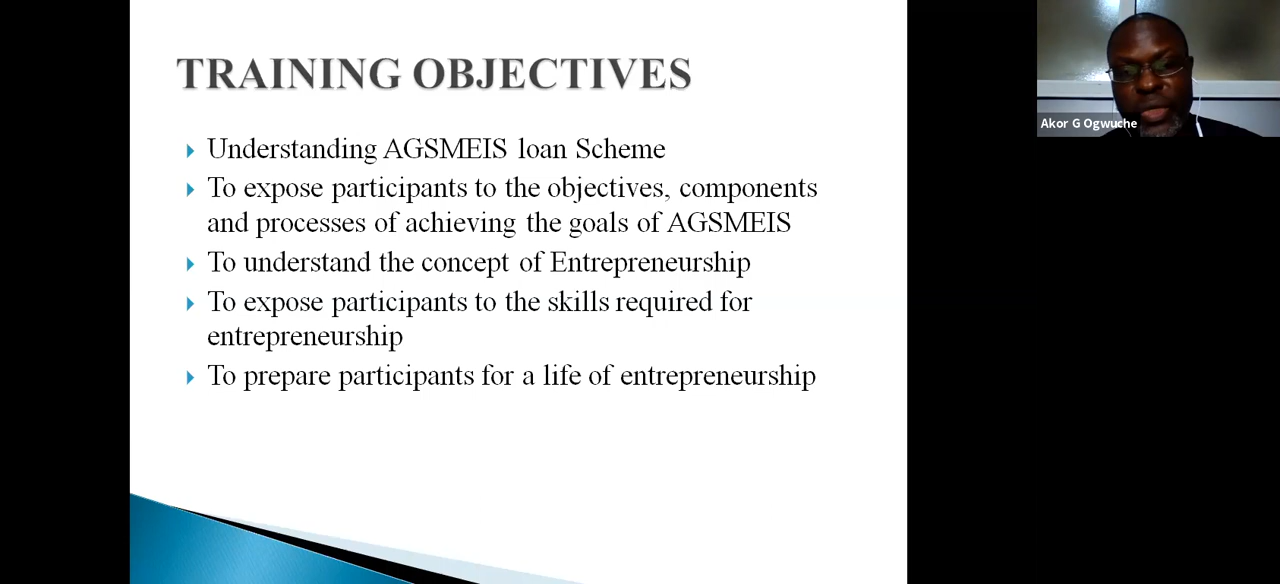 TRAINING OBJECTIVES
Understanding AGSMEIS loan Scheme
To expose participants to the objectives, components
and processes of achieving the goals of AGSMEIS
To understand the concept of Entrepreneurship
To expose participants to the skills required for
entrepreneurship
To prepare participants for a life of entrepreneurship
Akor G Ogwuche